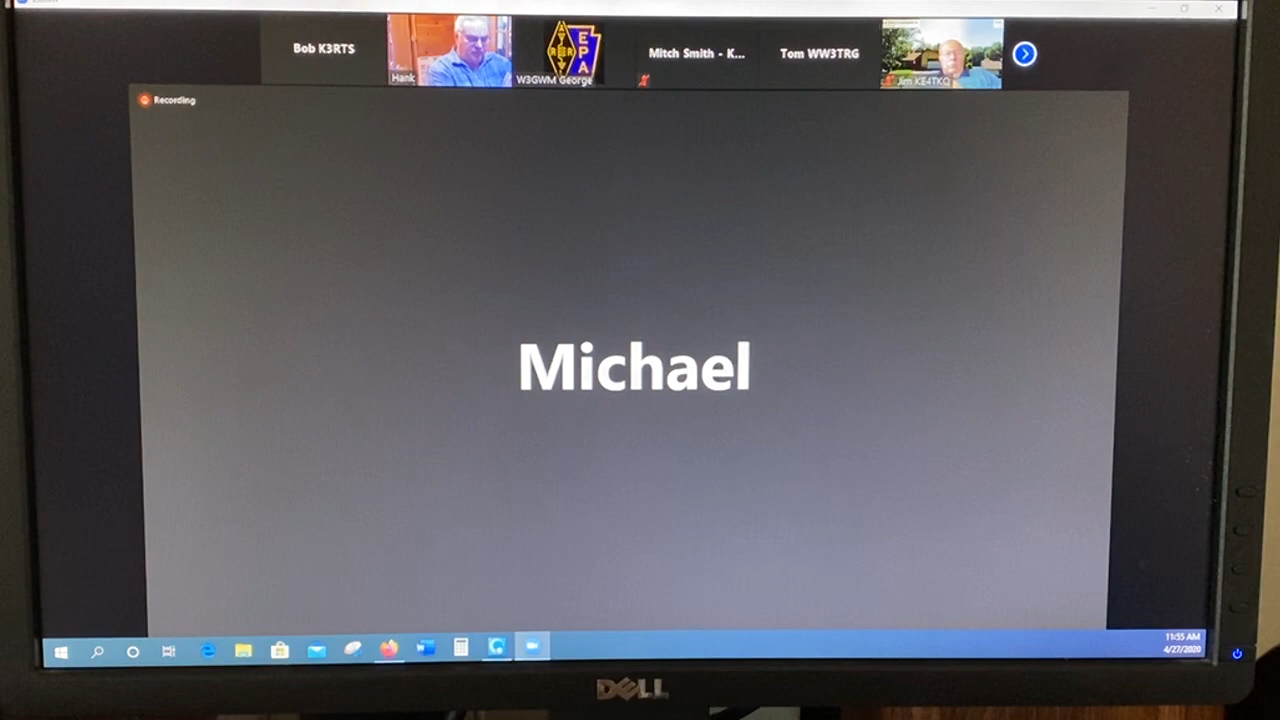 Bob K3RTS
Hank
W3GWM George
Mitch Smith - K...
Tom WW3TRG
Jim KE4TKQ
Recording
Michael
11:55 AM
4/27/2020
DELL